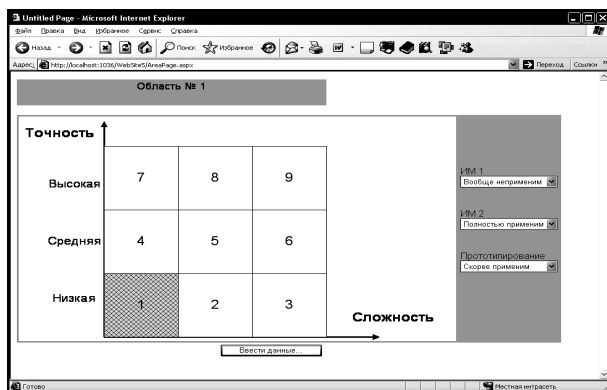 Untitled Page - Microsoft Internet Explorer
Файл Правка Вид Избранное Сервис Справка
Назад Поиск Избранное
Адрес: http://localhost:1036/WebSite5/AreaPage.aspx Переход Ссылки »
Область № 1
Точность
Высокая 7 8 9
Средняя 4 5 6
Низкая 1 2 3
Сложность
ИМ 1
Вообще неприменим
ИМ 2
Полностью применим
Прототипирование
Скорее применим
Ввести данные...
Готово Местная интрасеть